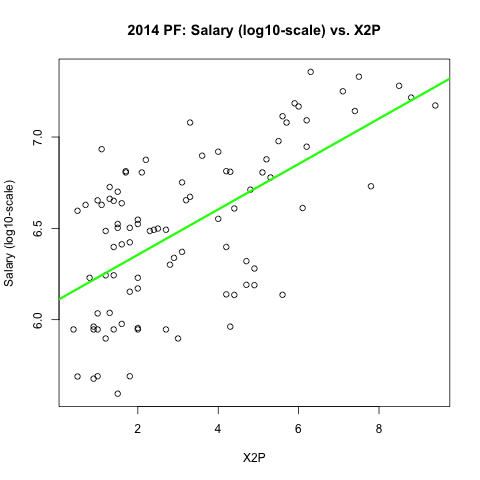 2014 PF: Salary (log10-scale) vs. X2P
Salary (log10-scale)
7.0
6.5
6.0
2 4 6 8
X2P